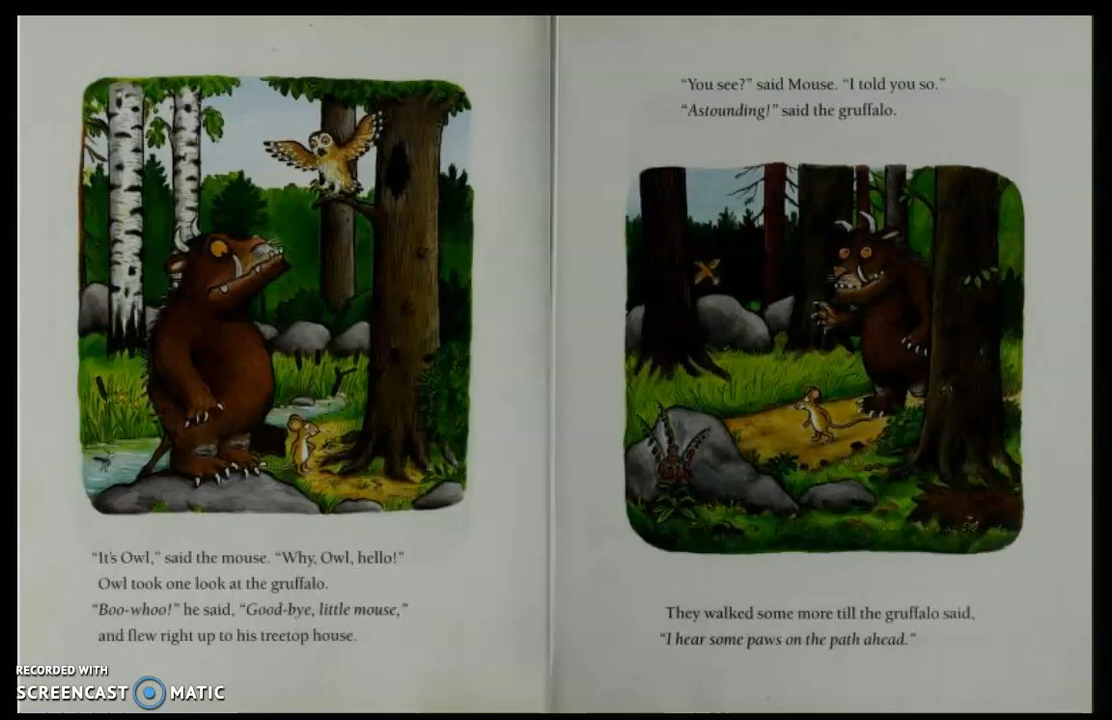 “It's Owl,” said the mouse. “Why, Owl, hello!”
Owl took one look at the gruffalo.
“Boo-whoo!” he said, “Good-bye, little mouse,”
and flew right up to his treetop house.
“You see?” said Mouse. “I told you so.”
“Astounding!” said the gruffalo.
They walked some more till the gruffalo said,
“I hear some paws on the path ahead.”
RECORDED WITH
SCREENCAST MATIC